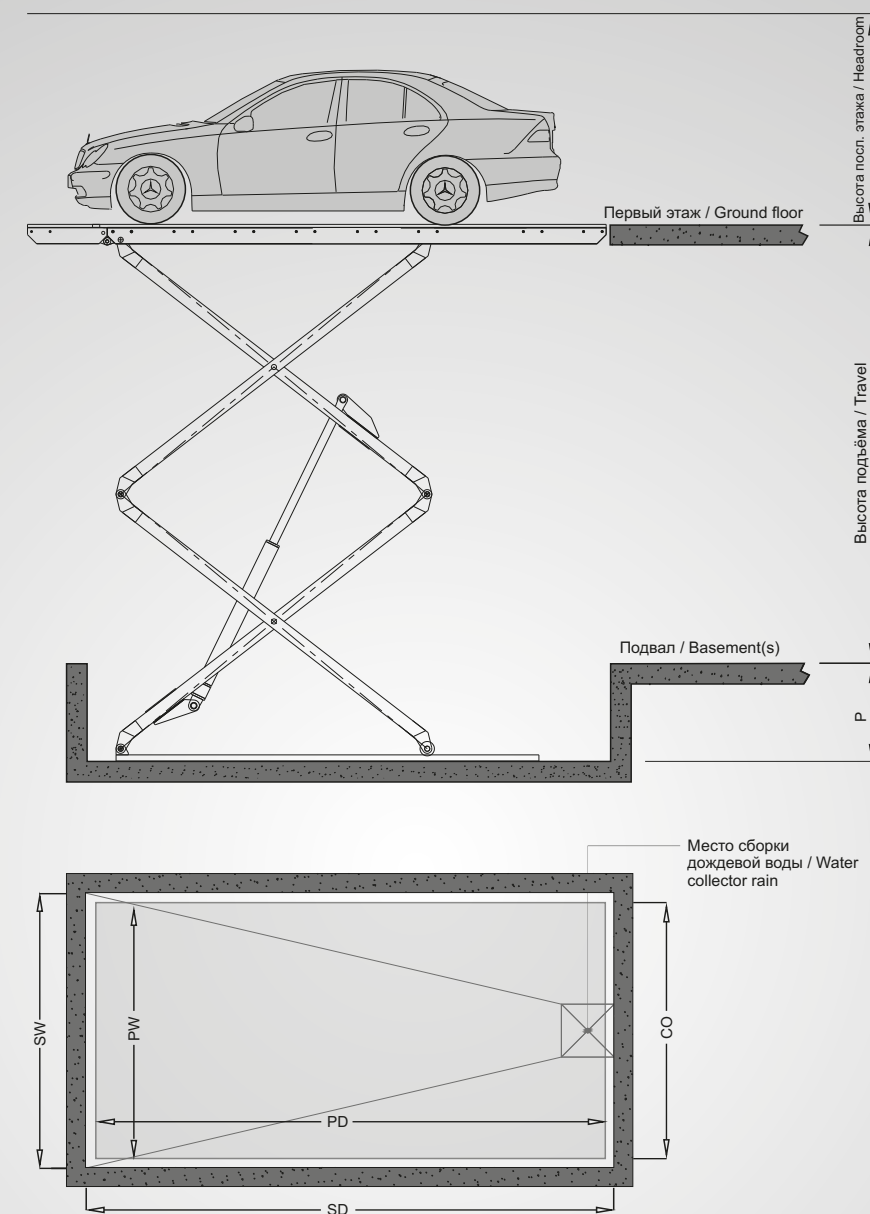 Высота посл. этажа / Headroom
Первый этаж / Ground floor
Высота подъёма / Travel
Подвал / Basement(s)
P
Место сборки
дождевой воды / Water
collector rain
SW
PW
CO
PD
SD